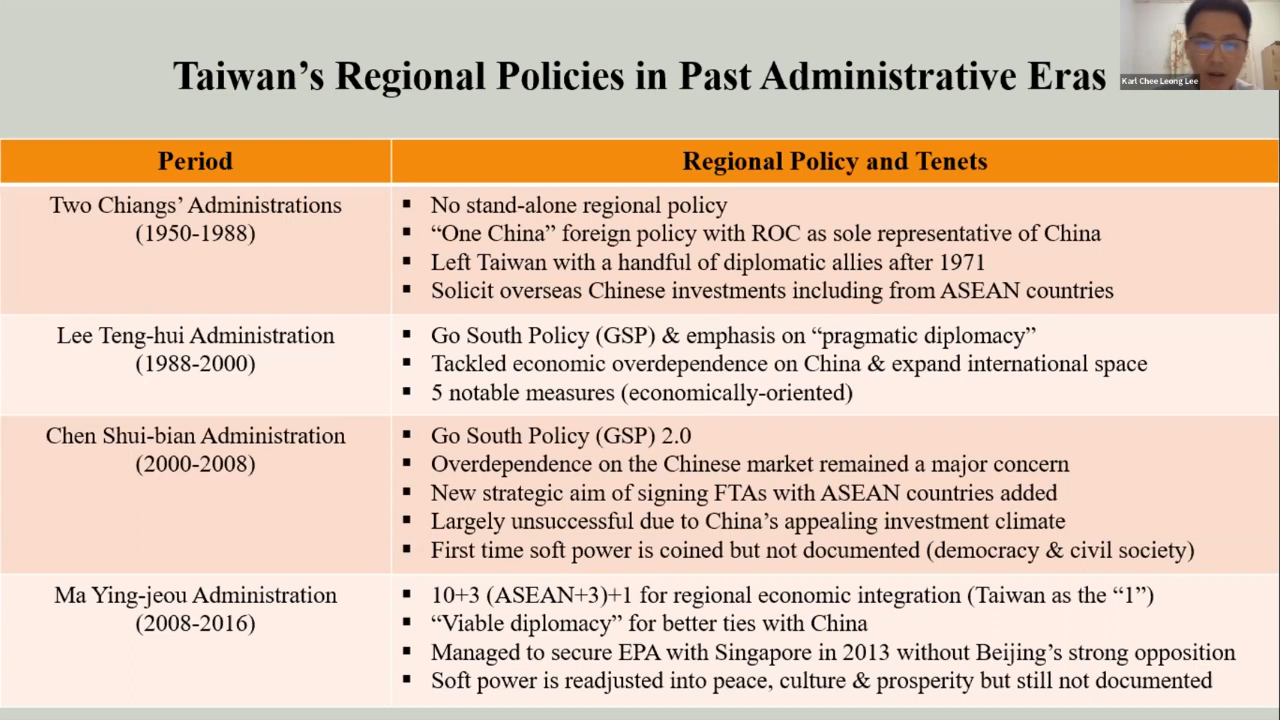 Taiwan’s Regional Policies in Past Administrative Eras
Karl Chee Leong Lee
Period
Regional Policy and Tenets
Two Chiangs’ Administrations
(1950-1988)
▪ No stand-alone regional policy
▪ “One China” foreign policy with ROC as sole representative of China
▪ Left Taiwan with a handful of diplomatic allies after 1971
▪ Solicit overseas Chinese investments including from ASEAN countries
Lee Teng-hui Administration
(1988-2000)
▪ Go South Policy (GSP) & emphasis on “pragmatic diplomacy”
▪ Tackled economic overdependence on China & expand international space
▪ 5 notable measures (economically-oriented)
Chen Shui-bian Administration
(2000-2008)
▪ Go South Policy (GSP) 2.0
▪ Overdependence on the Chinese market remained a major concern
▪ New strategic aim of signing FTAs with ASEAN countries added
▪ Largely unsuccessful due to China’s appealing investment climate
▪ First time soft power is coined but not documented (democracy & civil society)
Ma Ying-jeou Administration
(2008-2016)
▪ 10+3 (ASEAN+3)+1 for regional economic integration (Taiwan as the “1”)
▪ “Viable diplomacy” for better ties with China
▪ Managed to secure EPA with Singapore in 2013 without Beijing’s strong opposition
▪ Soft power is readjusted into peace, culture & prosperity but still not documented